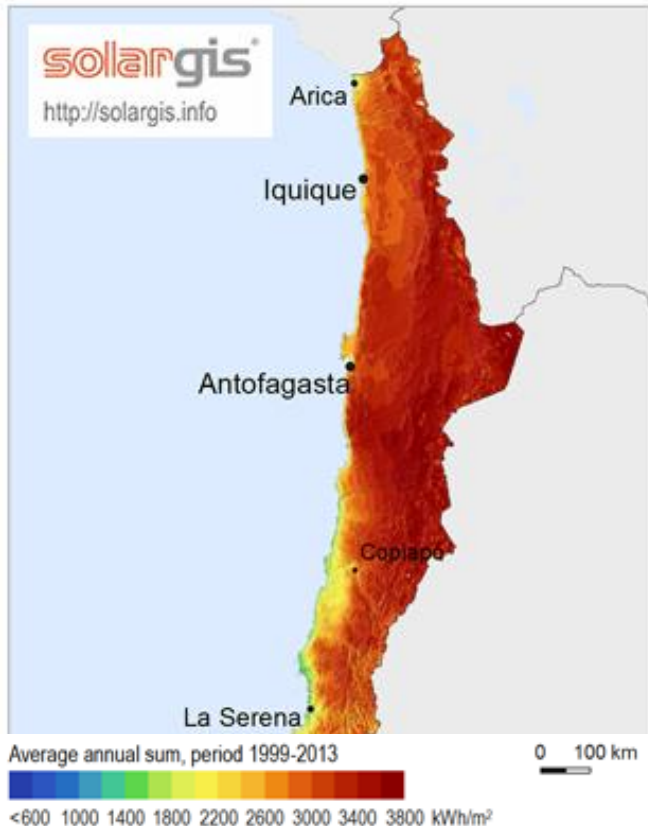 solargis®
http://solargis.info
Arica
Iquique
Antofagasta
Copiapó
La Serena
Average annual sum, period 1999-2013
0 100 km
<600 1000 1400 1800 2200 2600 3000 3400 3800 kWh/m²